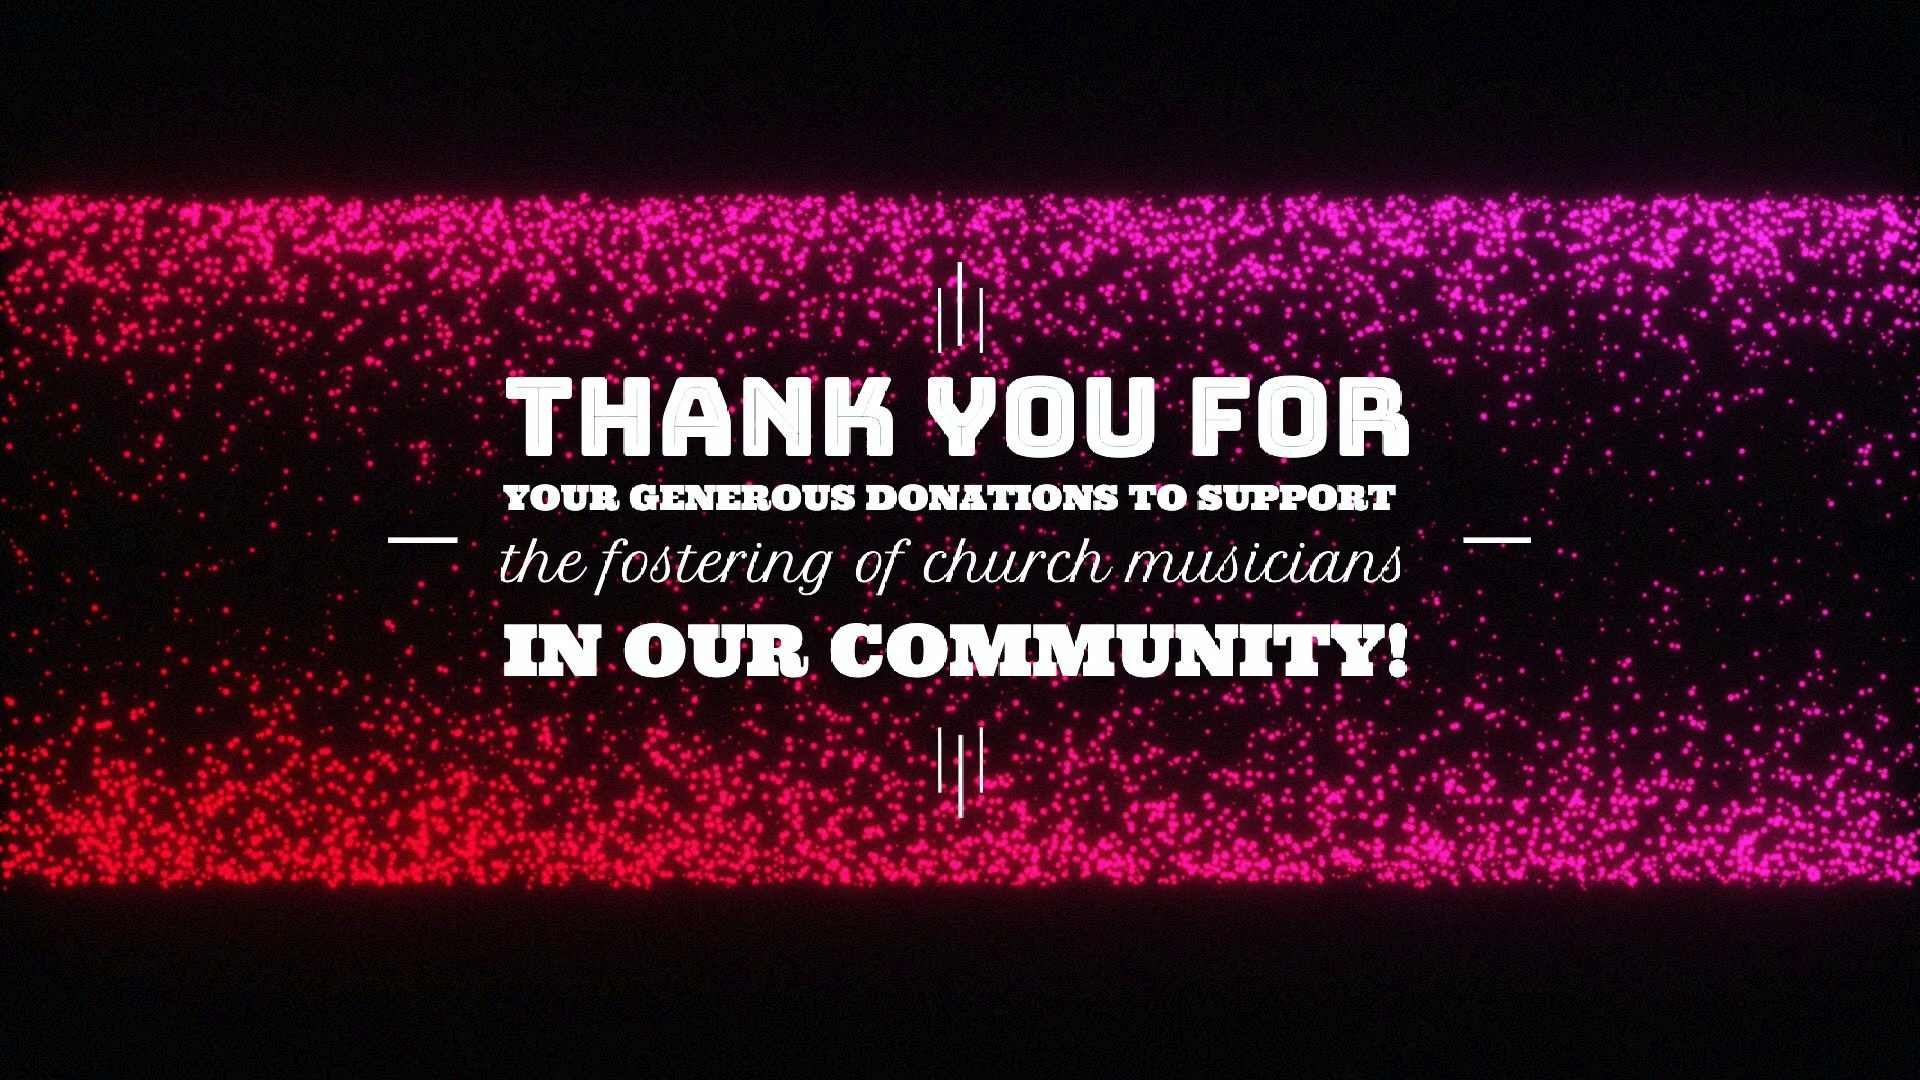 THANK YOU FOR
YOUR GENEROUS DONATIONS TO SUPPORT
the fostering of church musicians
IN OUR COMMUNITY!